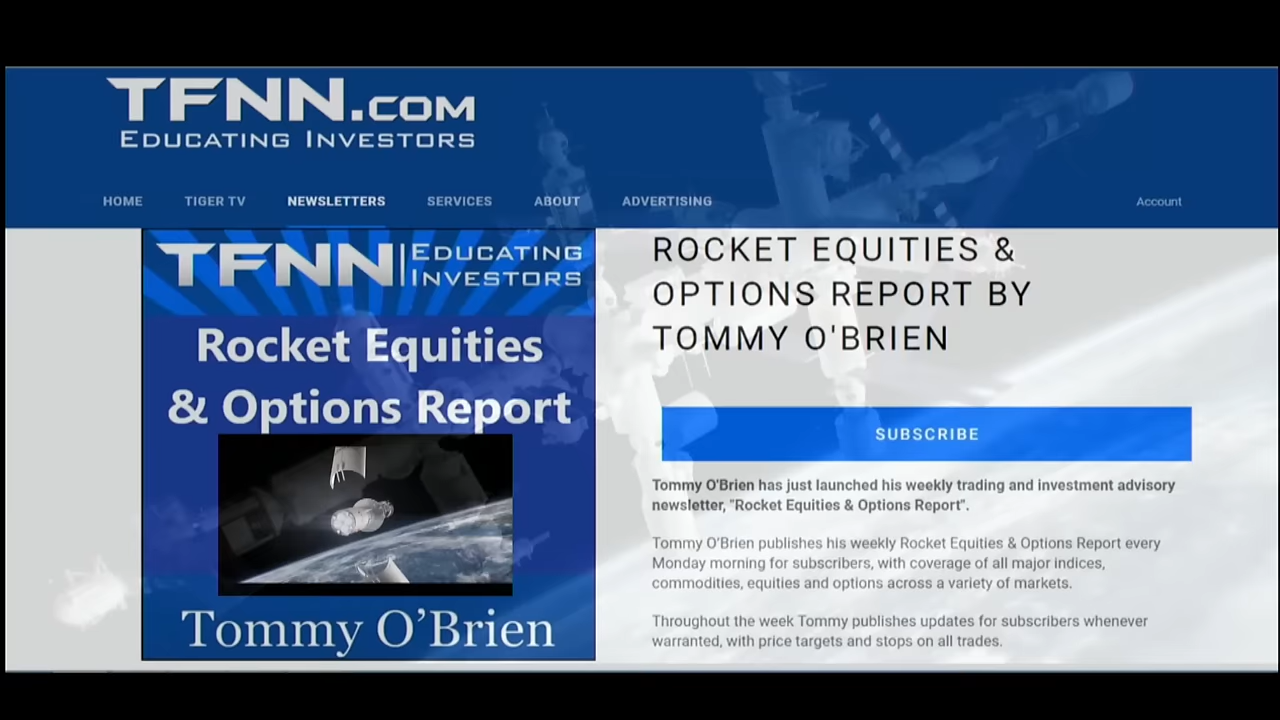 TFNN.COM
EDUCATING INVESTORS
HOME TIGER TV NEWSLETTERS SERVICES ABOUT ADVERTISING Account
TFNN EDUCATING
INVESTORS
Rocket Equities
& Options Report
Tommy O’Brien
ROCKET EQUITIES &
OPTIONS REPORT BY
TOMMY O'BRIEN
SUBSCRIBE
Tommy O'Brien has just launched his weekly trading and investment advisory
newsletter, "Rocket Equities & Options Report".
Tommy O’Brien publishes his weekly Rocket Equities & Options Report every
Monday morning for subscribers, with coverage of all major indices,
commodities, equities and options across a variety of markets.
Throughout the week Tommy publishes updates for subscribers whenever
warranted, with price targets and stops on all trades.